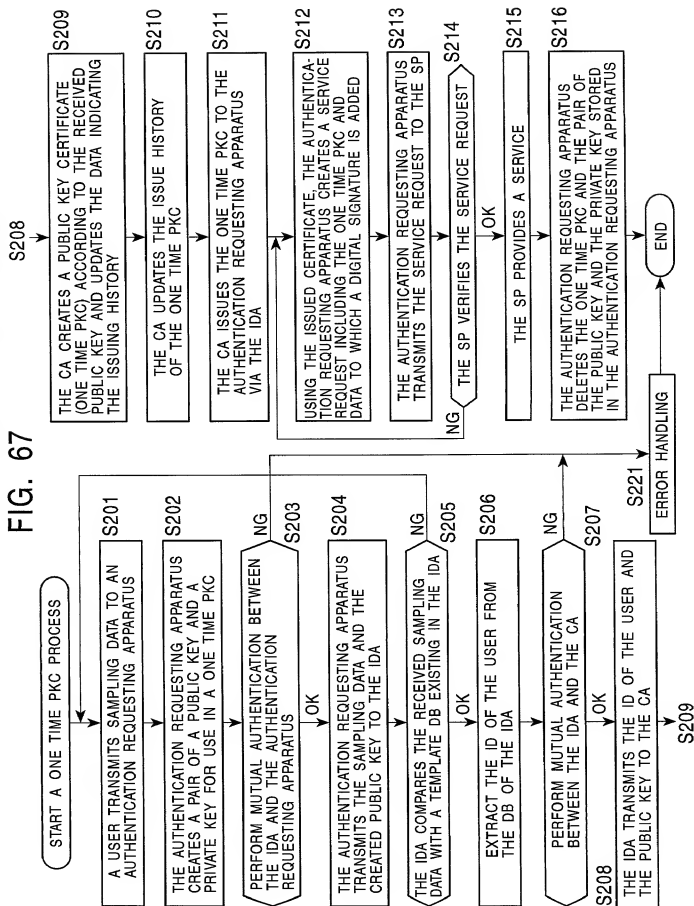 FIG. 67
START A ONE TIME PKC PROCESS
S201
A USER TRANSMITS SAMPLING DATA TO AN
AUTHENTICATION REQUESTING APPARATUS
S202
THE AUTHENTICATION REQUESTING APPARATUS
CREATES A PAIR OF A PUBLIC KEY AND A
PRIVATE KEY FOR USE IN A ONE TIME PKC
PERFORM MUTUAL AUTHENTICATION BETWEEN
THE IDA AND THE AUTHENTICATION
REQUESTING APPARATUS
NG
S203
OK
S204
THE AUTHENTICATION REQUESTING APPARATUS
TRANSMITS THE SAMPLING DATA AND THE
CREATED PUBLIC KEY TO THE IDA
NG
S205
THE IDA COMPARES THE RECEIVED SAMPLING
DATA WITH A TEMPLATE DB EXISTING IN THE IDA
OK
S206
EXTRACT THE ID OF THE USER FROM
THE DB OF THE IDA
NG
S207
PERFORM MUTUAL AUTHENTICATION
BETWEEN THE IDA AND THE CA
OK
S208
THE IDA TRANSMITS THE ID OF THE USER AND
THE PUBLIC KEY TO THE CA
S209
S208
S209
THE CA CREATES A PUBLIC KEY CERTIFICATE
(ONE TIME PKC) ACCORDING TO THE RECEIVED
PUBLIC KEY AND UPDATES THE DATA INDICATING
THE ISSUING HISTORY
S210
THE CA UPDATES THE ISSUE HISTORY
OF THE ONE TIME PKC
S211
THE CA ISSUES THE ONE TIME PKC TO THE
AUTHENTICATION REQUESTING APPARATUS
VIA THE IDA
S212
USING THE ISSUED CERTIFICATE, THE AUTHENTICA-
TION REQUESTING APPARATUS CREATES A SERVICE
REQUEST INCLUDING THE ONE TIME PKC AND
DATA TO WHICH A DIGITAL SIGNATURE IS ADDED
S213
THE AUTHENTICATION REQUESTING APPARATUS
TRANSMITS THE SERVICE REQUEST TO THE SP
S214
NG
THE SP VERIFIES THE SERVICE REQUEST
OK
S215
THE SP PROVIDES A SERVICE
S216
THE AUTHENTICATION REQUESTING APPARATUS
DELETES THE ONE TIME PKC AND THE PAIR OF
THE PUBLIC KEY AND THE PRIVATE KEY STORED
IN THE AUTHENTICATION REQUESTING APPARATUS
S221
ERROR HANDLING
END